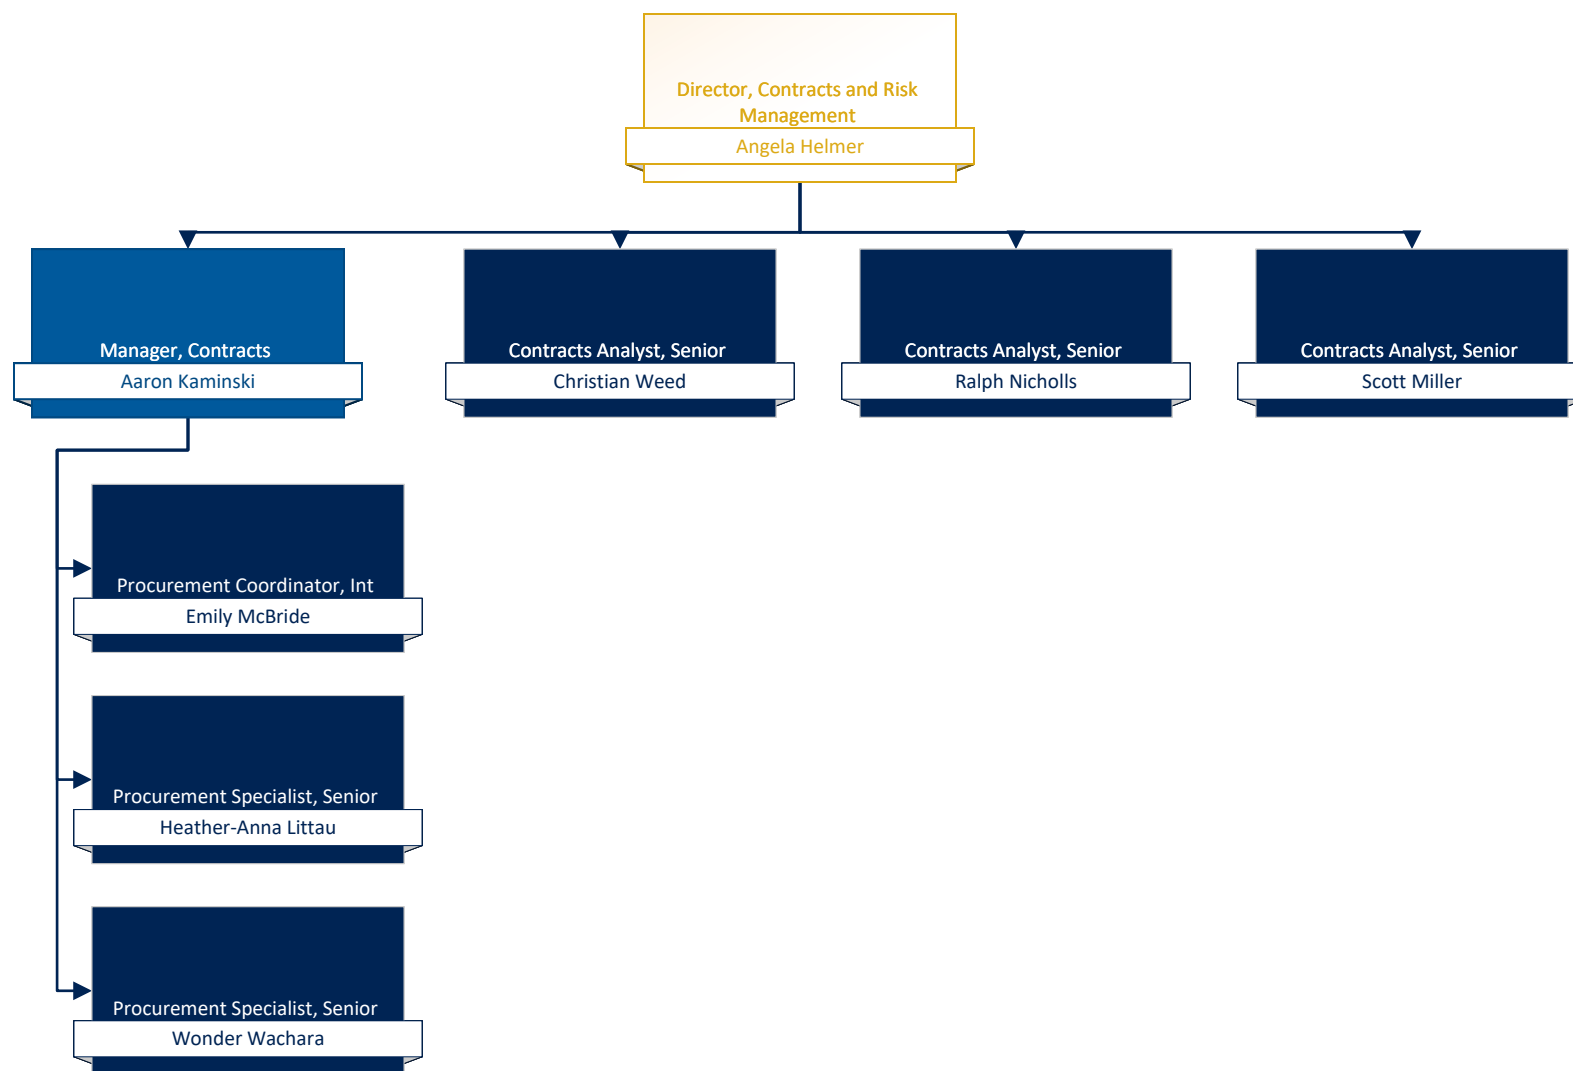 Director, Contracts and Risk
Management
Angela Helmer
Manager, Contracts
Aaron Kaminski
Contracts Analyst, Senior
Christian Weed
Contracts Analyst, Senior
Ralph Nicholls
Contracts Analyst, Senior
Scott Miller
Procurement Coordinator, Int
Emily McBride
Procurement Specialist, Senior
Heather-Anna Littau
Procurement Specialist, Senior
Wonder Wachara